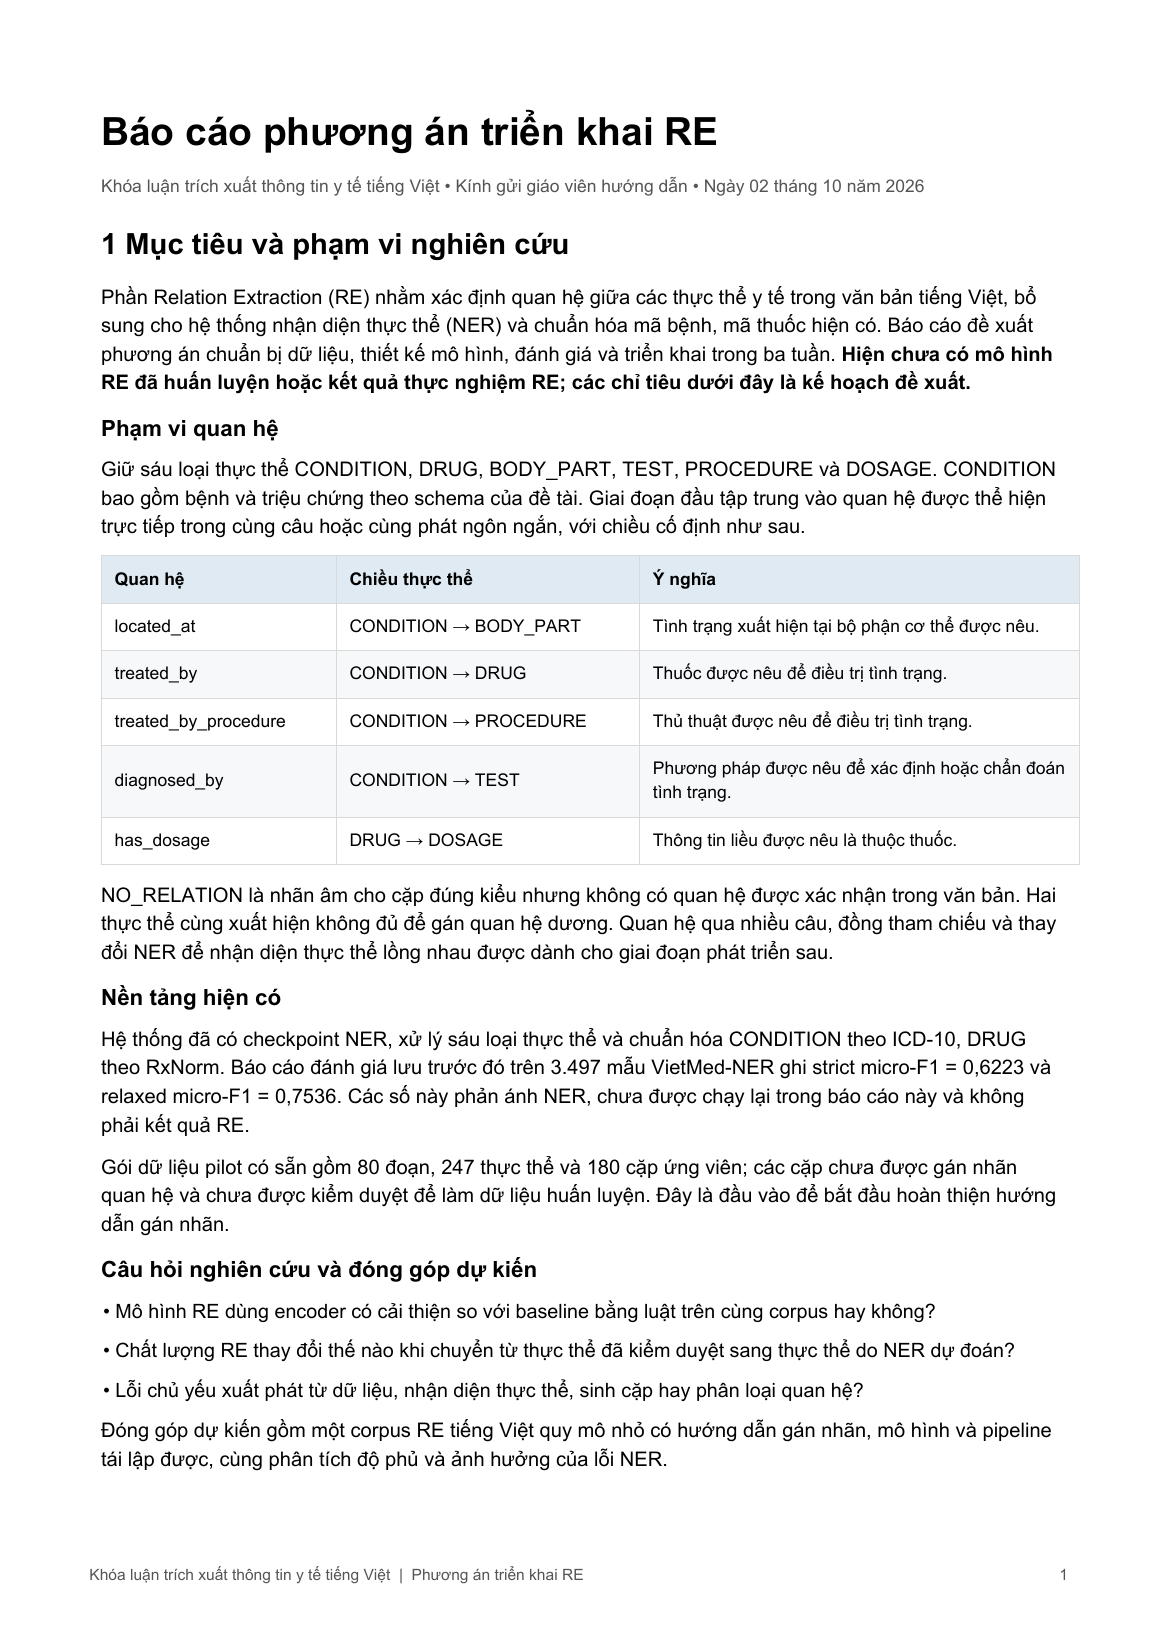 Báo cáo phương án triển khai RE
Khóa luận trích xuất thông tin y tế tiếng Việt • Kính gửi giáo viên hướng dẫn • Ngày 02 tháng 10 năm 2026
1 Mục tiêu và phạm vi nghiên cứu
Phần Relation Extraction (RE) nhằm xác định quan hệ giữa các thực thể y tế trong văn bản tiếng Việt, bổ
sung cho hệ thống nhận diện thực thể (NER) và chuẩn hóa mã bệnh, mã thuốc hiện có. Báo cáo đề xuất
phương án chuẩn bị dữ liệu, thiết kế mô hình, đánh giá và triển khai trong ba tuần. Hiện chưa có mô hình
RE đã huấn luyện hoặc kết quả thực nghiệm RE; các chỉ tiêu dưới đây là kế hoạch đề xuất.
Phạm vi quan hệ
Giữ sáu loại thực thể CONDITION, DRUG, BODY_PART, TEST, PROCEDURE và DOSAGE. CONDITION
bao gồm bệnh và triệu chứng theo schema của đề tài. Giai đoạn đầu tập trung vào quan hệ được thể hiện
trực tiếp trong cùng câu hoặc cùng phát ngôn ngắn, với chiều cố định như sau.
Quan hệ Chiều thực thể Ý nghĩa
located_at CONDITION → BODY_PART Tình trạng xuất hiện tại bộ phận cơ thể được nêu.
treated_by CONDITION → DRUG Thuốc được nêu để điều trị tình trạng.
treated_by_procedure CONDITION → PROCEDURE Thủ thuật được nêu để điều trị tình trạng.
diagnosed_by CONDITION → TEST Phương pháp được nêu để xác định hoặc chẩn đoán
tình trạng.
has_dosage DRUG → DOSAGE Thông tin liều được nêu là thuộc thuốc.
NO_RELATION là nhãn âm cho cặp đúng kiểu nhưng không có quan hệ được xác nhận trong văn bản. Hai
thực thể cùng xuất hiện không đủ để gán quan hệ dương. Quan hệ qua nhiều câu, đồng tham chiếu và thay
đổi NER để nhận diện thực thể lồng nhau được dành cho giai đoạn phát triển sau.
Nền tảng hiện có
Hệ thống đã có checkpoint NER, xử lý sáu loại thực thể và chuẩn hóa CONDITION theo ICD-10, DRUG
theo RxNorm. Báo cáo đánh giá lưu trước đó trên 3.497 mẫu VietMed-NER ghi strict micro-F1 = 0,6223 và
relaxed micro-F1 = 0,7536. Các số này phản ánh NER, chưa được chạy lại trong báo cáo này và không
phải kết quả RE.
Gói dữ liệu pilot có sẵn gồm 80 đoạn, 247 thực thể và 180 cặp ứng viên; các cặp chưa được gán nhãn
quan hệ và chưa được kiểm duyệt để làm dữ liệu huấn luyện. Đây là đầu vào để bắt đầu hoàn thiện hướng
dẫn gán nhãn.
Câu hỏi nghiên cứu và đóng góp dự kiến
• Mô hình RE dùng encoder có cải thiện so với baseline bằng luật trên cùng corpus hay không?
• Chất lượng RE thay đổi thế nào khi chuyển từ thực thể đã kiểm duyệt sang thực thể do NER dự đoán?
• Lỗi chủ yếu xuất phát từ dữ liệu, nhận diện thực thể, sinh cặp hay phân loại quan hệ?
Đóng góp dự kiến gồm một corpus RE tiếng Việt quy mô nhỏ có hướng dẫn gán nhãn, mô hình và pipeline
tái lập được, cùng phân tích độ phủ và ảnh hưởng của lỗi NER.
Khóa luận trích xuất thông tin y tế tiếng Việt | Phương án triển khai RE 1